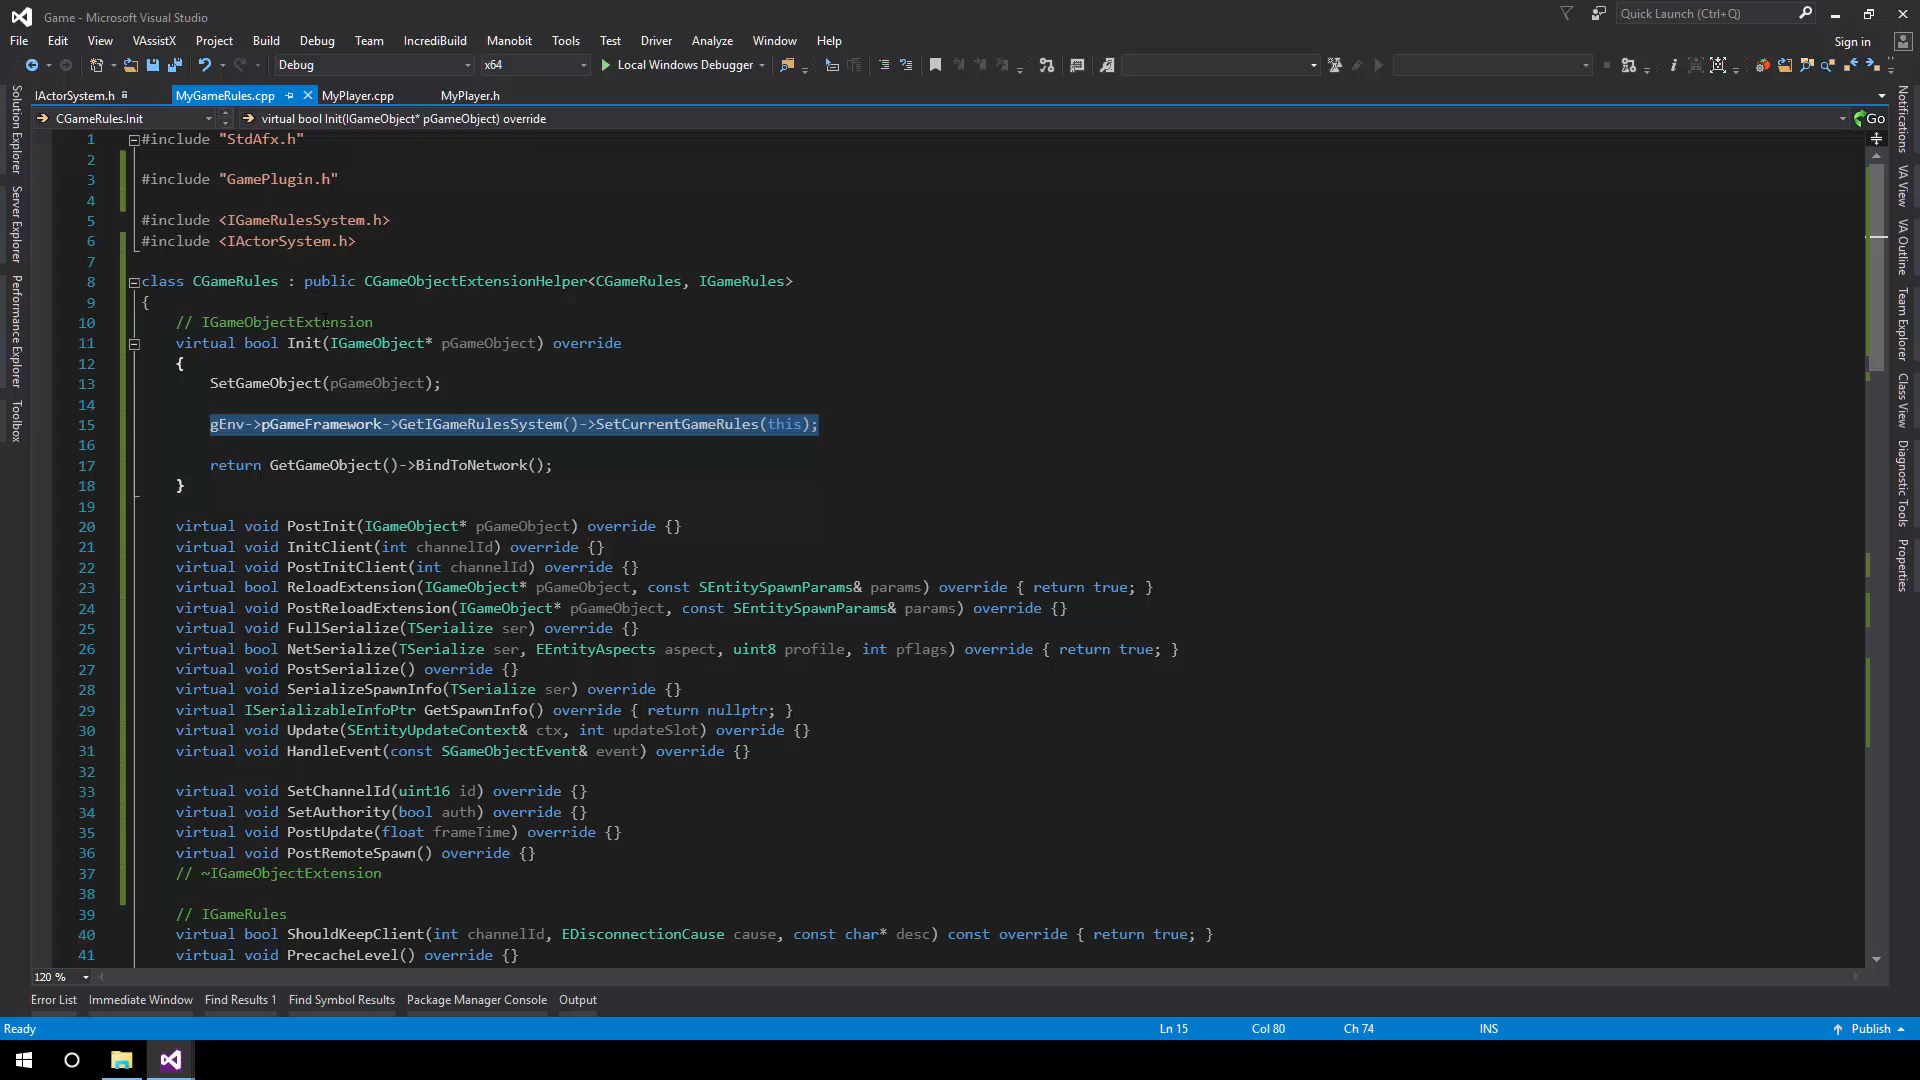 Game - Microsoft Visual Studio
Quick Launch (Ctrl+Q)
File Edit View VAssistX Project Build Debug Team IncrediBuild Manobit Tools Test Driver Analyze Window Help
Sign in
Debug x64 Local Windows Debugger
IActorSystem.h MyGameRules.cpp MyPlayer.cpp MyPlayer.h
CGameRules.Init virtual bool Init(IGameObject* pGameObject) override Go
1 #include "StdAfx.h"
2
3 #include "GamePlugin.h"
4
5 #include <IGameRulesSystem.h>
6 #include <IActorSystem.h>
7
8 class CGameRules : public CGameObjectExtensionHelper<CGameRules, IGameRules>
9 {
10 // IGameObjectExtension
11 virtual bool Init(IGameObject* pGameObject) override
12 {
13 SetGameObject(pGameObject);
14
15 gEnv->pGameFramework->GetIGameRulesSystem()->SetCurrentGameRules(this);
16
17 return GetGameObject()->BindToNetwork();
18 }
19
20 virtual void PostInit(IGameObject* pGameObject) override {}
21 virtual void InitClient(int channelId) override {}
22 virtual void PostInitClient(int channelId) override {}
23 virtual bool ReloadExtension(IGameObject* pGameObject, const SEntitySpawnParams& params) override { return true; }
24 virtual void PostReloadExtension(IGameObject* pGameObject, const SEntitySpawnParams& params) override {}
25 virtual void FullSerialize(TSerialize ser) override {}
26 virtual bool NetSerialize(TSerialize ser, EEntityAspects aspect, uint8 profile, int pflags) override { return true; }
27 virtual void PostSerialize() override {}
28 virtual void SerializeSpawnInfo(TSerialize ser) override {}
29 virtual ISerializableInfoPtr GetSpawnInfo() override { return nullptr; }
30 virtual void Update(SEntityUpdateContext& ctx, int updateSlot) override {}
31 virtual void HandleEvent(const SGameObjectEvent& event) override {}
32
33 virtual void SetChannelId(uint16 id) override {}
34 virtual void SetAuthority(bool auth) override {}
35 virtual void PostUpdate(float frameTime) override {}
36 virtual void PostRemoteSpawn() override {}
37 // ~IGameObjectExtension
38
39 // IGameRules
40 virtual bool ShouldKeepClient(int channelId, EDisconnectionCause cause, const char* desc) const override { return true; }
41 virtual void PrecacheLevel() override {}
Solution Explorer
Server Explorer
Performance Explorer
Toolbox
Notifications
VA View
VA Outline
Team Explorer
Class View
Diagnostic Tools
Properties
120 %
Error List Immediate Window Find Results 1 Find Symbol Results Package Manager Console Output
Ready Ln 15 Col 80 Ch 74 INS Publish